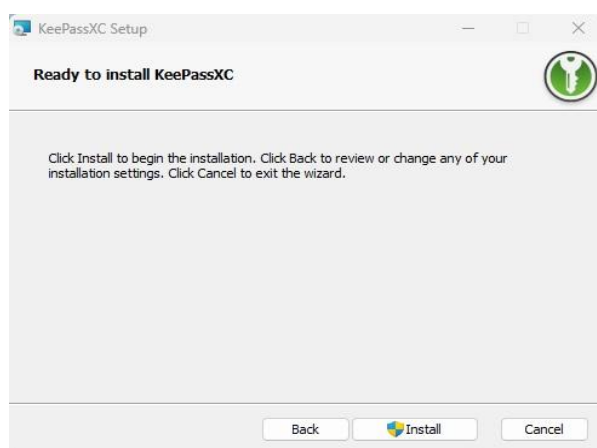 KeePassXC Setup
Ready to install KeePassXC
Click Install to begin the installation. Click Back to review or change any of your
installation settings. Click Cancel to exit the wizard.
Back
Install
Cancel